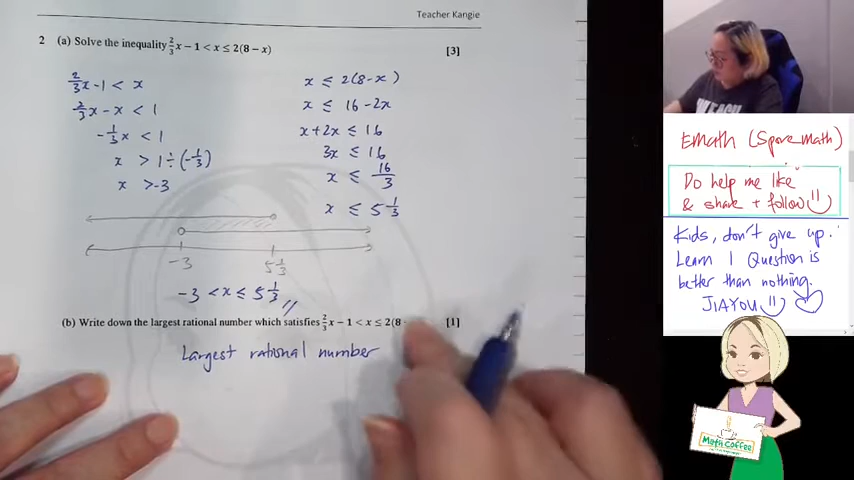 Teacher Kangie
2 (a) Solve the inequality 2/3x − 1 < x ≤ 2(8 − x) [3]
2/3x - 1 < x
2/3x - x < 1
-1/3x < 1
x > 1 ÷ (-1/3)
x > -3
x ≤ 2(8-x)
x ≤ 16 - 2x
x + 2x ≤ 16
3x ≤ 16
x ≤ 16/3
x ≤ 5 1/3
-3 5 1/3
-3 < x ≤ 5 1/3 //
(b) Write down the largest rational number which satisfies 2/3x − 1 < x ≤ 2(8 [1]
Largest rational number
Emath (Spore math)
Do help me like
& share + follow
Kids, don't give up.
Learn 1 Question is
better than nothing.
JIAYOU
Math Coffee